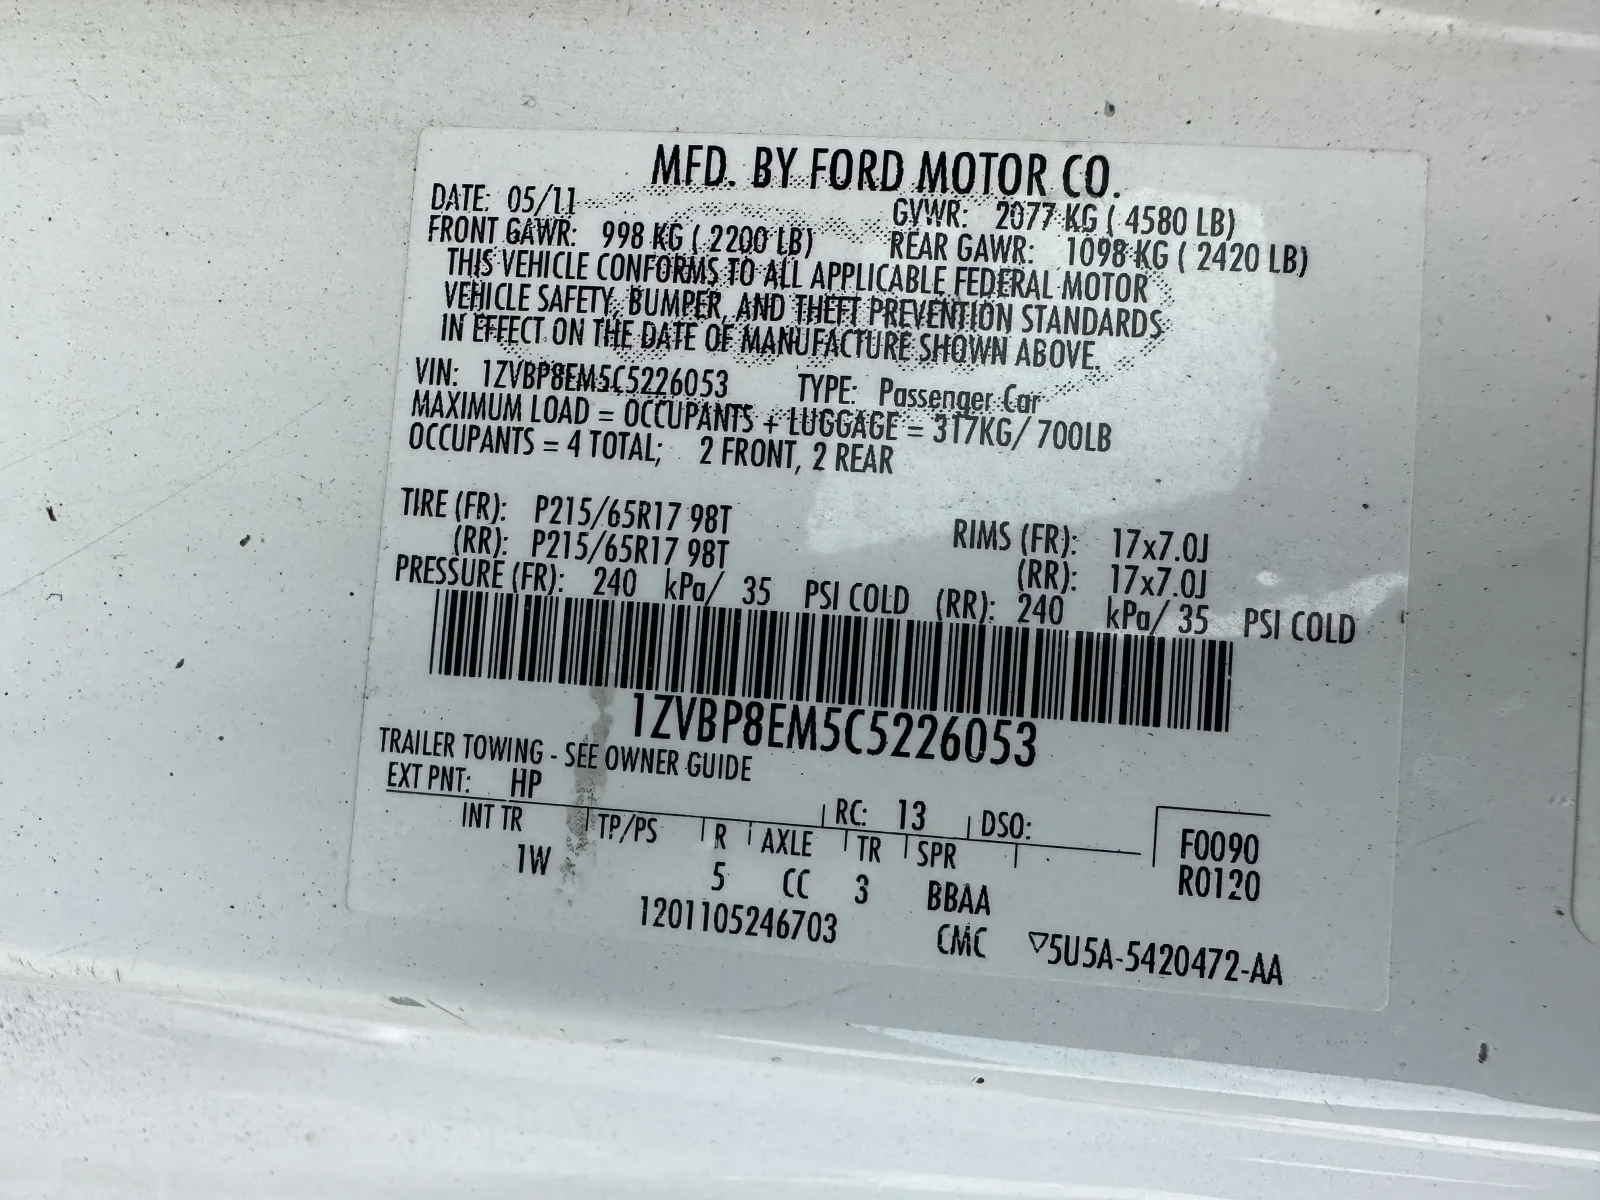 MFD. BY FORD MOTOR CO.
DATE: 05/11 GVWR: 2077 KG ( 4580 LB)
FRONT GAWR: 998 KG ( 2200 LB) REAR GAWR: 1098 KG ( 2420 LB)
THIS VEHICLE CONFORMS TO ALL APPLICABLE FEDERAL MOTOR
VEHICLE SAFETY, BUMPER, AND THEFT PREVENTION STANDARDS
IN EFFECT ON THE DATE OF MANUFACTURE SHOWN ABOVE.
VIN: 1ZVBP8EM5C5226053 TYPE: Passenger Car
MAXIMUM LOAD = OCCUPANTS + LUGGAGE = 317KG/ 700LB
OCCUPANTS = 4 TOTAL; 2 FRONT, 2 REAR
TIRE (FR): P215/65R17 98T RIMS (FR): 17x7.0J
(RR): P215/65R17 98T (RR): 17x7.0J
PRESSURE (FR): 240 kPa/ 35 PSI COLD (RR): 240 kPa/ 35 PSI COLD
1ZVBP8EM5C5226053
TRAILER TOWING - SEE OWNER GUIDE
EXT PNT: HP RC: 13 DSO: F0090
INT TR TP/PS R AXLE TR SPR R0120
1W 5 CC 3 BBAA
1201105246703 CMC ▽5U5A-5420472-AA